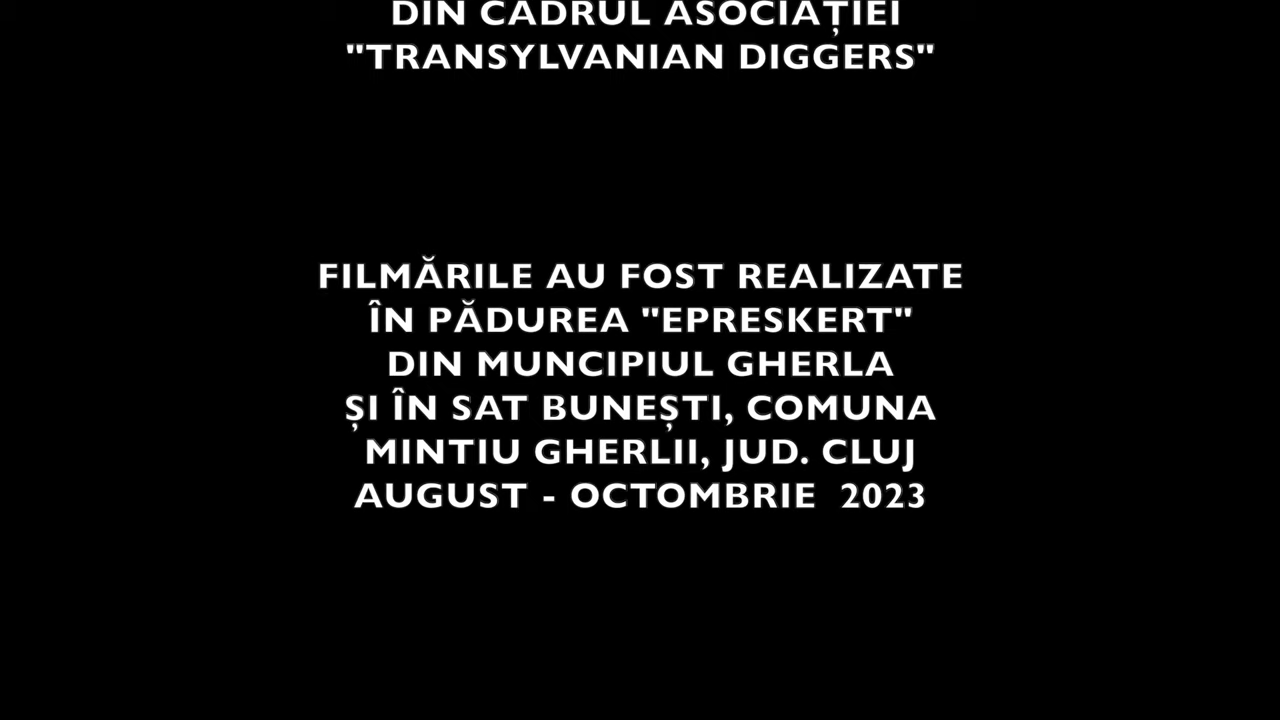 DIN CADRUL ASOCIAȚIEI
"TRANSYLVANIAN DIGGERS"
FILMĂRILE AU FOST REALIZATE
ÎN PĂDUREA "EPRESKERT"
DIN MUNCIPIUL GHERLA
ȘI ÎN SAT BUNEȘTI, COMUNA
MINTIU GHERLII, JUD. CLUJ
AUGUST - OCTOMBRIE  2023